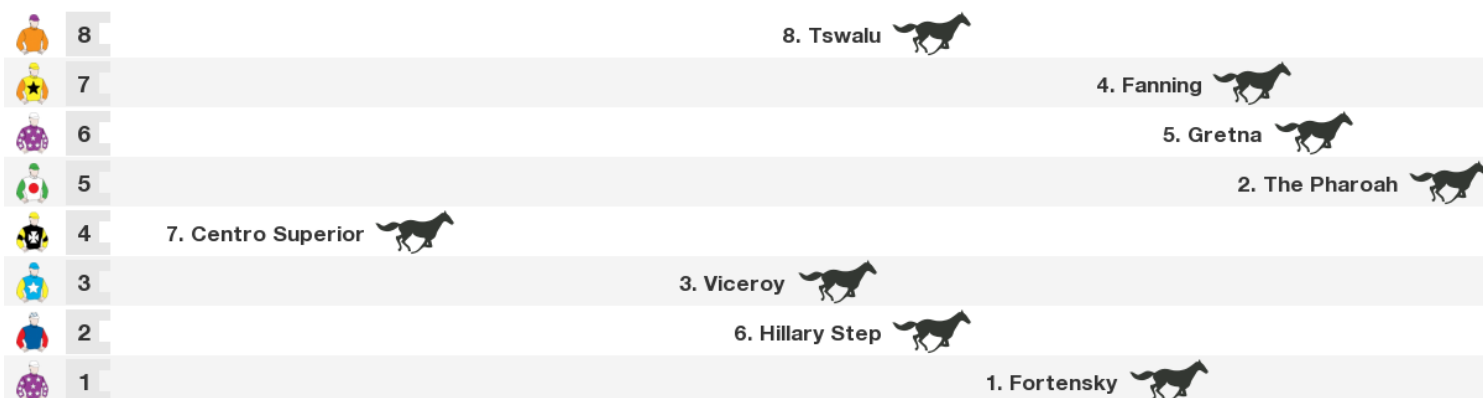 8 8. Tswalu
7 4. Fanning
6 5. Gretna
5 2. The Pharoah
4 7. Centro Superior
3 3. Viceroy
2 6. Hillary Step
1 1. Fortensky